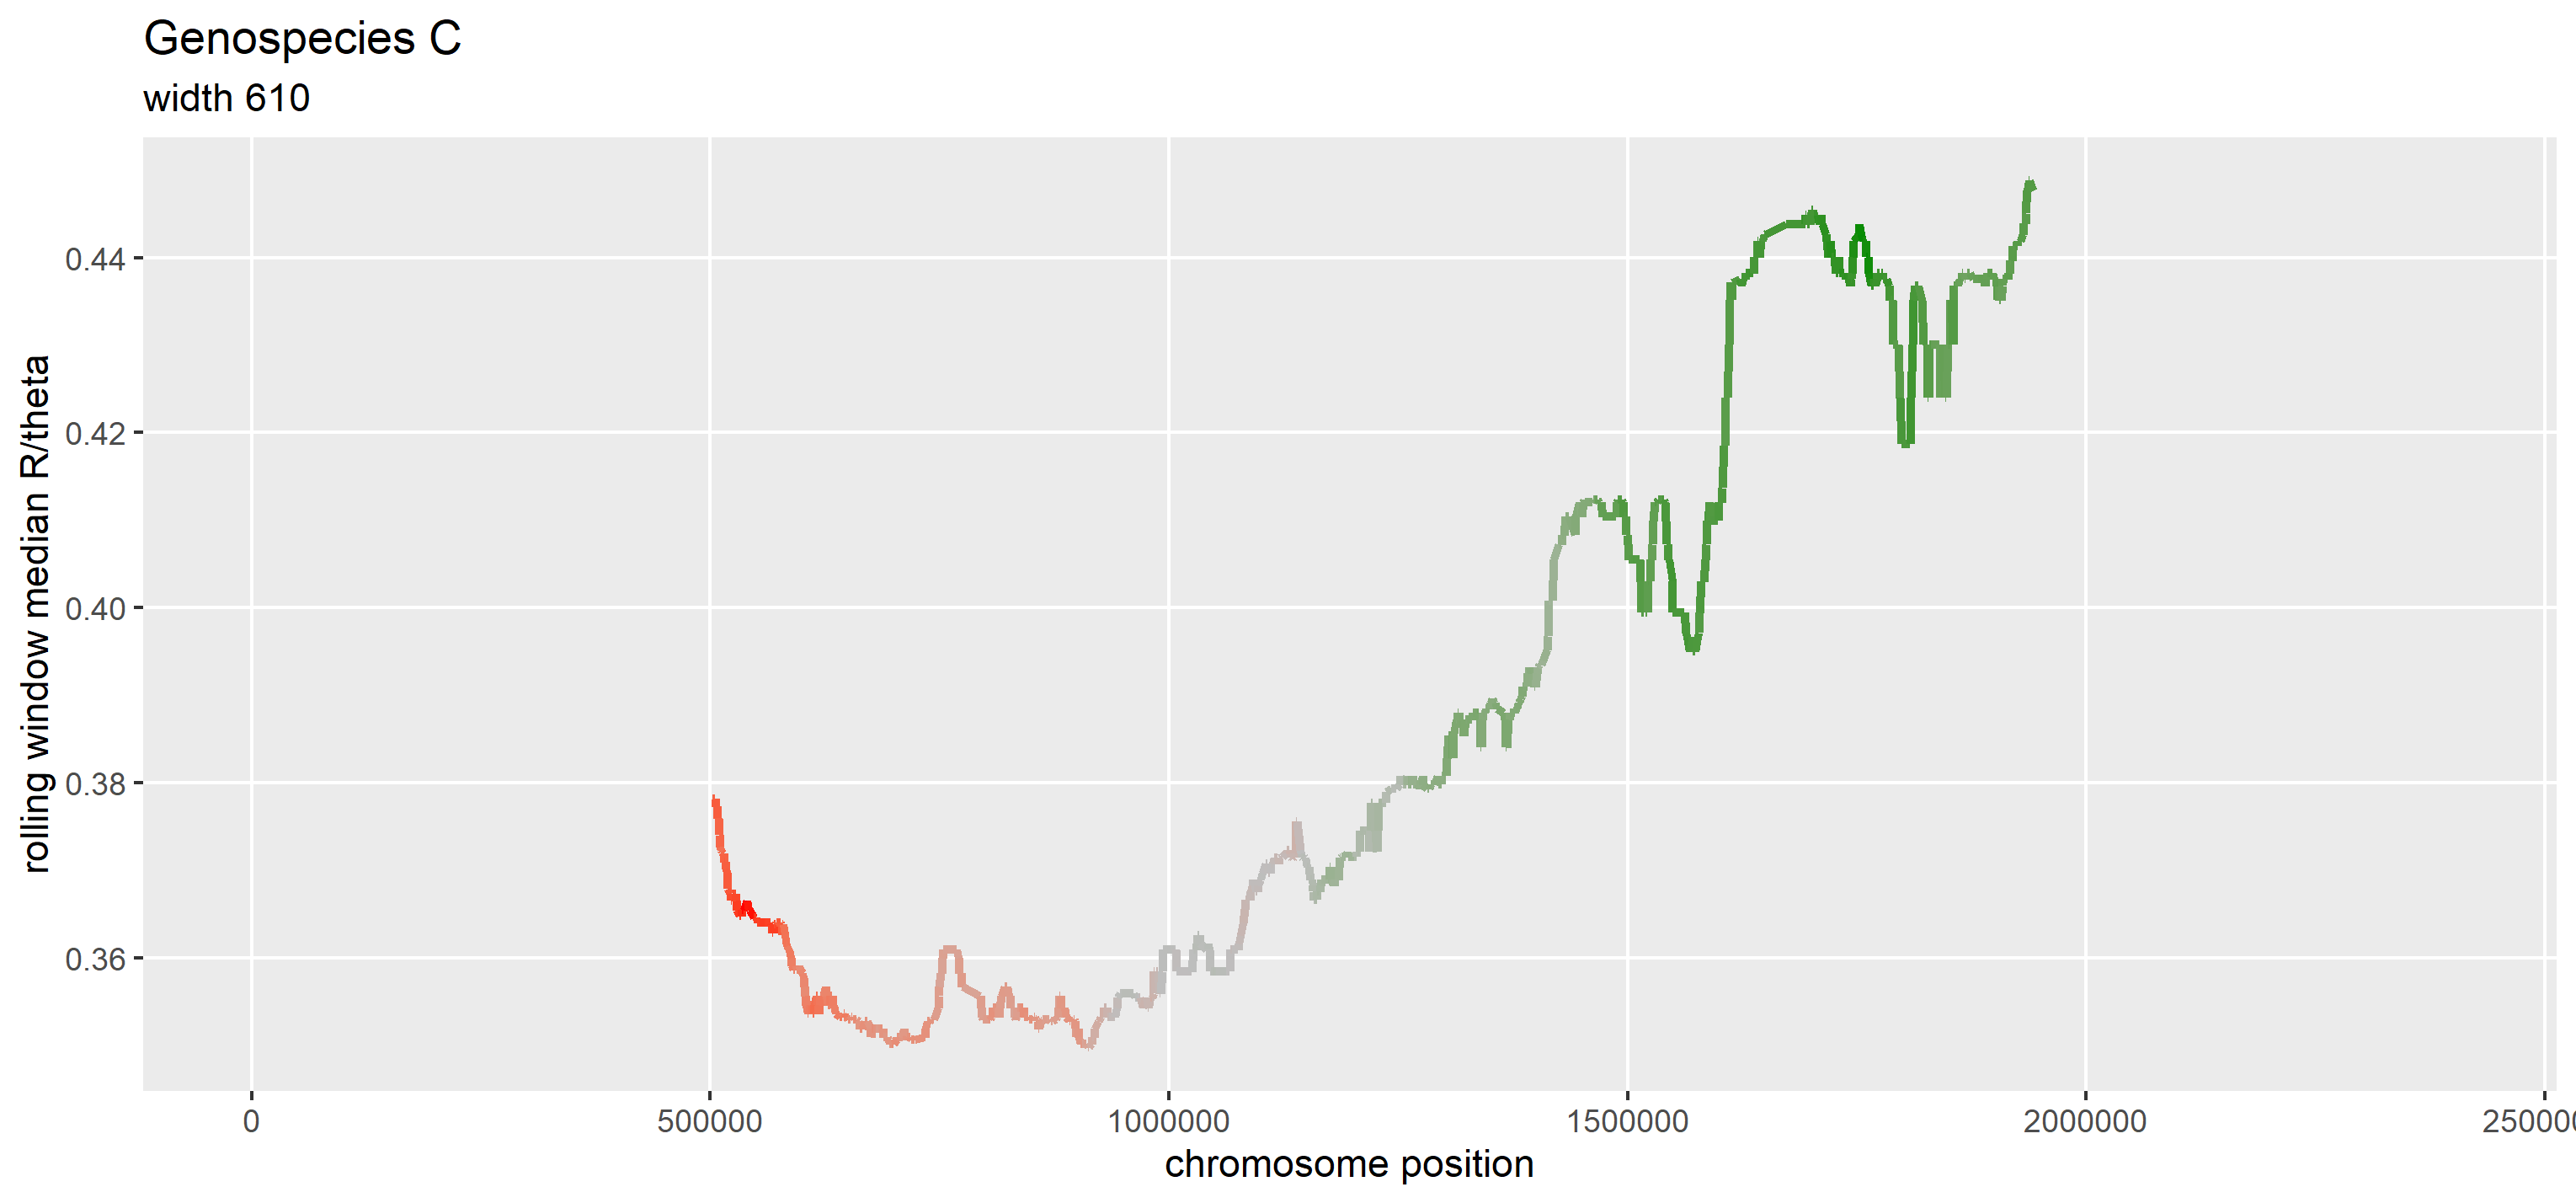 Genospecies C
width 610
rolling window median R/theta
0.44
0.42
0.40
0.38
0.36
0 500000 1000000 1500000 2000000 250000
chromosome position